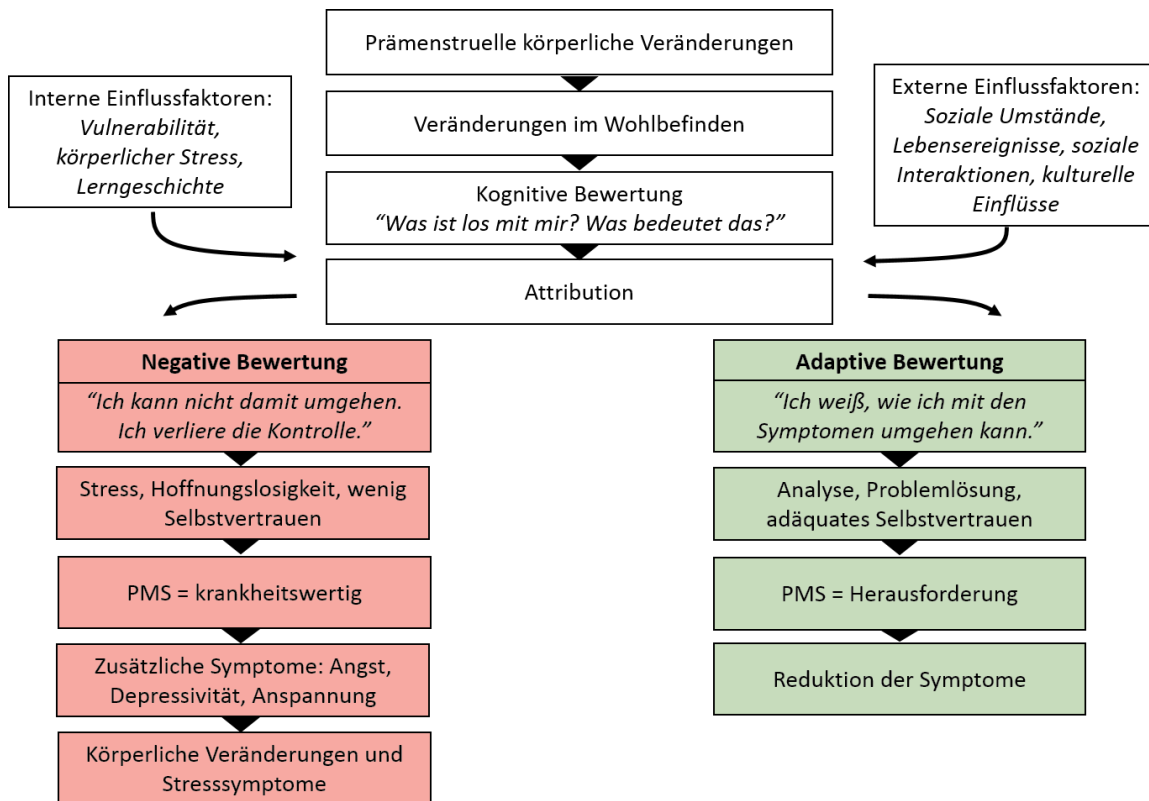 Prämenstruelle körperliche Veränderungen
Interne Einflussfaktoren:
Vulnerabilität,
körperlicher Stress,
Lerngeschichte
Externe Einflussfaktoren:
Soziale Umstände,
Lebensereignisse, soziale
Interaktionen, kulturelle
Einflüsse
Veränderungen im Wohlbefinden
Kognitive Bewertung
“Was ist los mit mir? Was bedeutet das?”
Attribution
Negative Bewertung
“Ich kann nicht damit umgehen.
Ich verliere die Kontrolle.”
Stress, Hoffnungslosigkeit, wenig
Selbstvertrauen
PMS = krankheitswertig
Zusätzliche Symptome: Angst,
Depressivität, Anspannung
Körperliche Veränderungen und
Stresssymptome
Adaptive Bewertung
“Ich weiß, wie ich mit den
Symptomen umgehen kann.”
Analyse, Problemlösung,
adäquates Selbstvertrauen
PMS = Herausforderung
Reduktion der Symptome